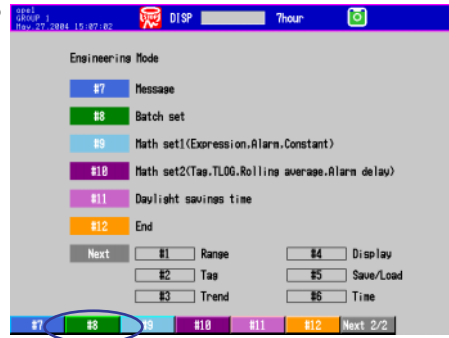 opel
GROUP 1
May.27.2004 15:07:02
DISP
7hour
Engineering Mode
#7 Message
#8 Batch set
#9 Math set1(Expression,Alarm,Constant)
#10 Math set2(Tag,TLOG,Rolling average,Alarm delay)
#11 Daylight savings time
#12 End
Next #1 Range #4 Display
#2 Tag #5 Save/Load
#3 Trend #6 Time
#7 #8 #9 #10 #11 #12 Next 2/2